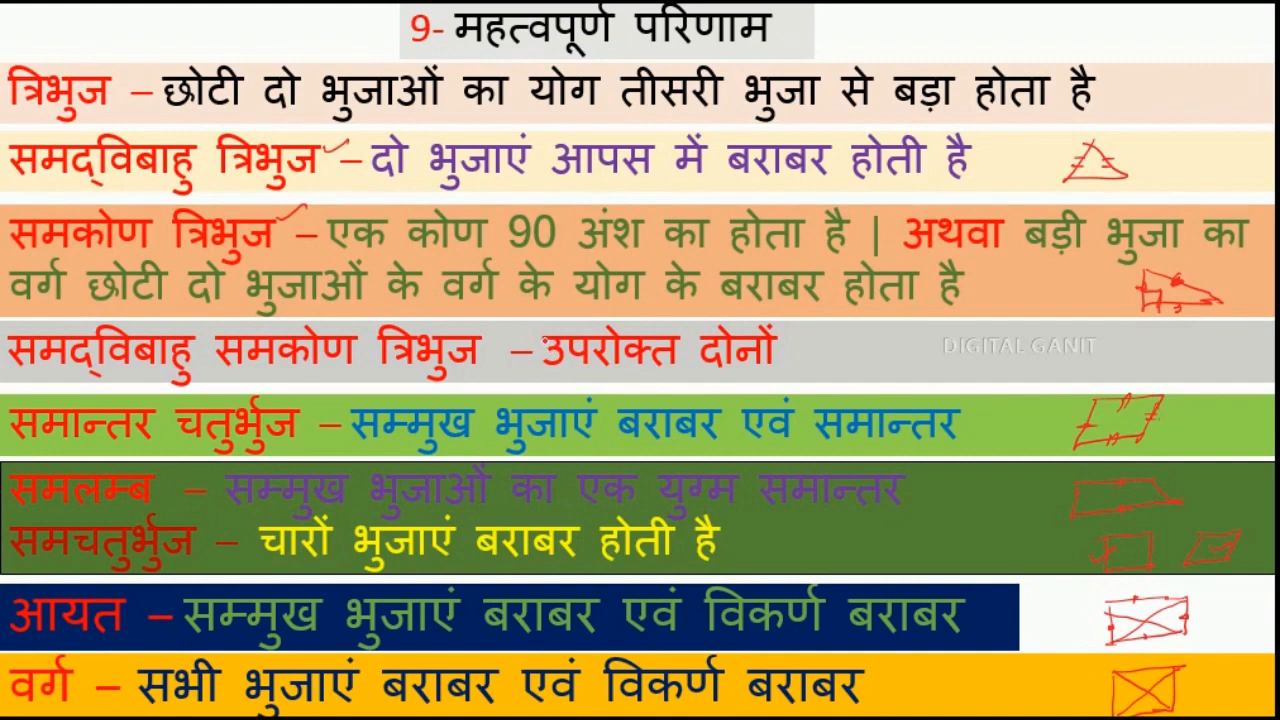 9- महत्वपूर्ण परिणाम
त्रिभुज – छोटी दो भुजाओं का योग तीसरी भुजा से बड़ा होता है
समद्विबाहु त्रिभुज – दो भुजाएं आपस में बराबर होती है
समकोण त्रिभुज – एक कोण 90 अंश का होता है | अथवा बड़ी भुजा का
वर्ग छोटी दो भुजाओं के वर्ग के योग के बराबर होता है
समद्विबाहु समकोण त्रिभुज – उपरोक्त दोनों
DIGITAL GANIT
समान्तर चतुर्भुज – सम्मुख भुजाएं बराबर एवं समान्तर
समलम्ब – सम्मुख भुजाओं का एक युग्म समान्तर
समचतुर्भुज – चारों भुजाएं बराबर होती है
आयत – सम्मुख भुजाएं बराबर एवं विकर्ण बराबर
वर्ग – सभी भुजाएं बराबर एवं विकर्ण बराबर